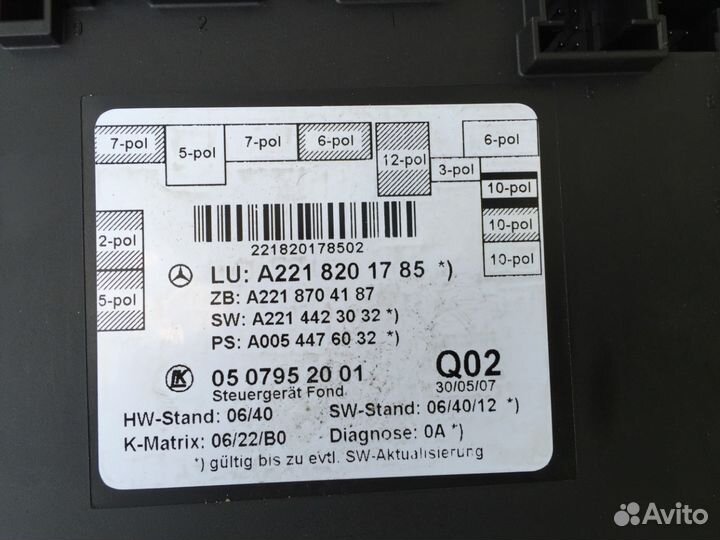 7-pol
5-pol
7-pol
6-pol
12-pol
3-pol
6-pol
10-pol
10-pol
10-pol
2-pol
5-pol
221820178502
LU: A221 820 17 85 *)
ZB: A221 870 41 87
SW: A221 442 30 32 *)
PS: A005 447 60 32 *)
LK 05 0795 20 01
Steuergerät Fond
Q02
30/05/07
HW-Stand: 06/40 SW-Stand: 06/40/12 *)
K-Matrix: 06/22/B0 Diagnose: 0A *)
*) gültig bis zu evtl. SW-Aktualisierung
Avito